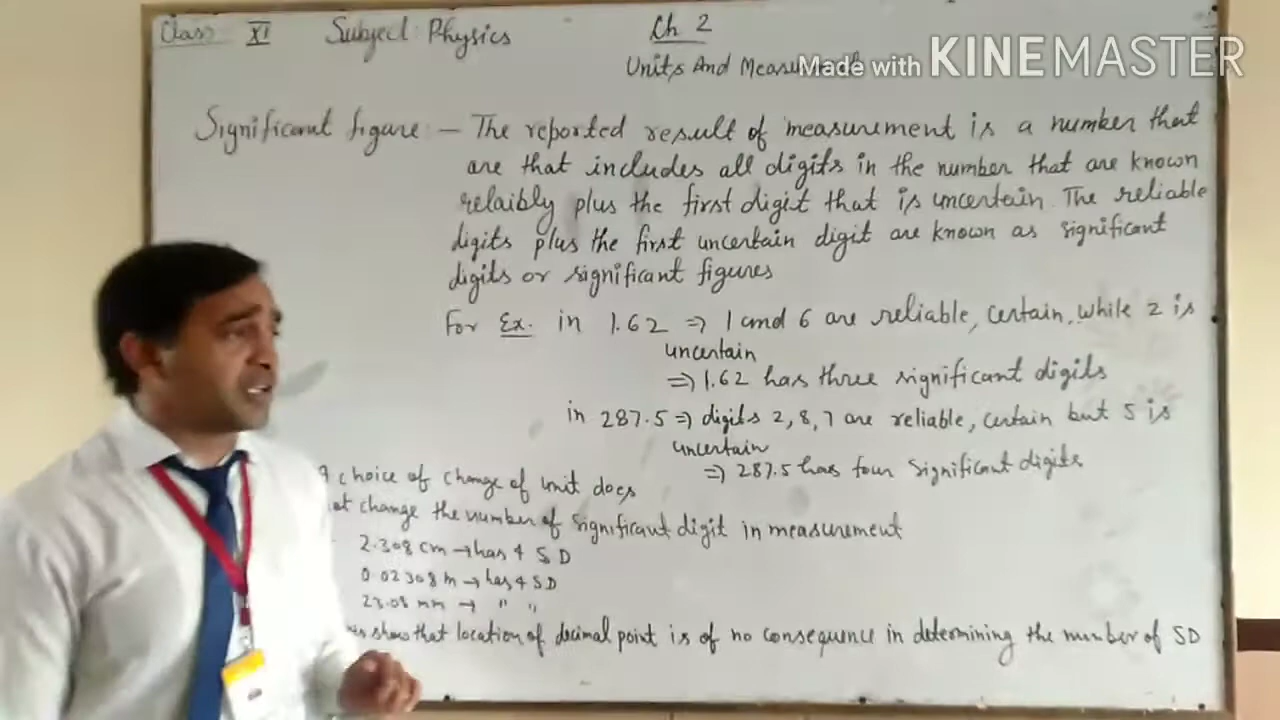 Class XI Subject Physics Ch 2
Units And Measurement
Made with KINEMASTER
Significant figure – The reported result of measurement is a number that
are that includes all digits in the number that are known
relaibly plus the first digit that is uncertain. The reliable
digits plus the first uncertain digit are known as significant
digits or significant figures
For Ex. in 1.62 ⇒ 1 and 6 are reliable, certain, while 2 is
uncertain
⇒ 1.62 has three significant digits
in 287.5 ⇒ digits 2, 8, 7 are reliable, certain but 5 is
uncertain
⇒ 287.5 has four significant digits
choice of change of unit does
change the number of significant digit in measurement
2.308 cm → has 4 SD
0.02308 m → has 4 SD
23.08 mm → " "
show that location of decimal point is of no consequence in determining the number of SD